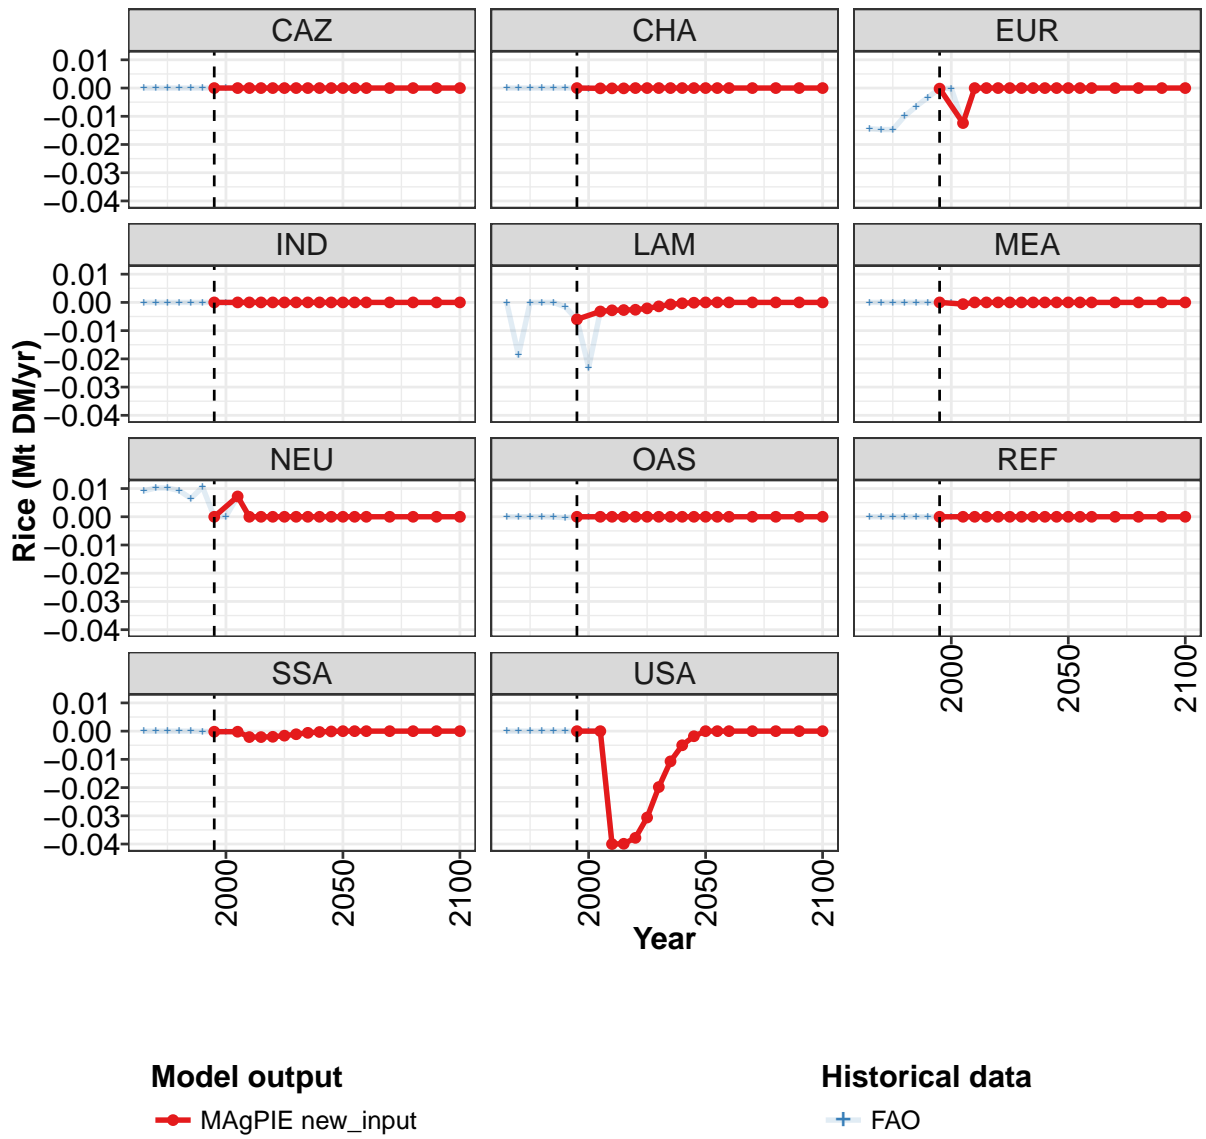 CAZ CHA EUR
0.01
0.00
−0.01
−0.02
−0.03
−0.04
IND LAM MEA
0.01
0.00
−0.01
−0.02
−0.03
−0.04
NEU OAS REF
0.01
0.00
−0.01
−0.02
−0.03
−0.04
2000 2050 2100
SSA USA
0.01
0.00
−0.01
−0.02
−0.03
−0.04
2000 2050 2100 2000 2050 2100
Rice (Mt DM/yr)
Year
Model output Historical data
MAgPIE new_input FAO